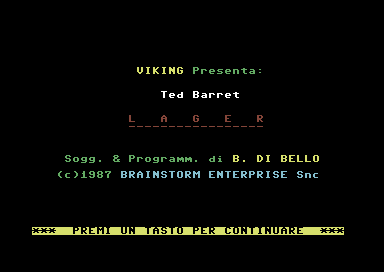 VIKING Presenta:
Ted Barret
L A G E R
Sogg. & Programm. di B. DI BELLO
(c)1987 BRAINSTORM ENTERPRISE Snc
*** PREMI UN TASTO PER CONTINUARE ***